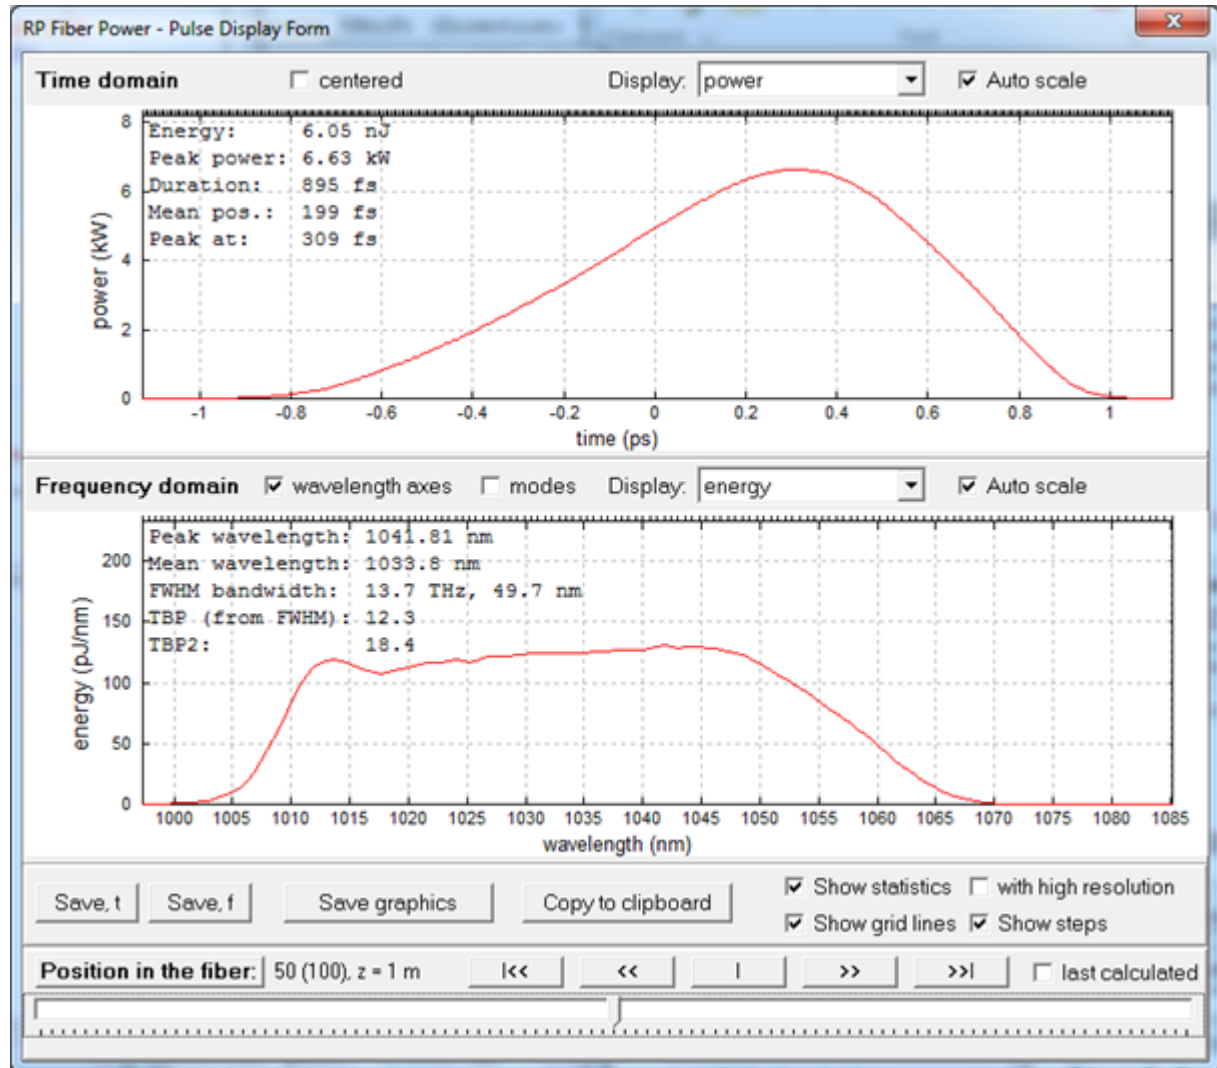 RP Fiber Power - Pulse Display Form
Time domain centered Display: power Auto scale
Energy: 6.05 nJ
Peak power: 6.63 kW
Duration: 895 fs
Mean pos.: 199 fs
Peak at: 309 fs
power (kW)
8
6
4
2
0
-1 -0.8 -0.6 -0.4 -0.2 0 0.2 0.4 0.6 0.8 1
time (ps)
Frequency domain wavelength axes modes Display: energy Auto scale
Peak wavelength: 1041.81 nm
Mean wavelength: 1033.8 nm
FWHM bandwidth: 13.7 THz, 49.7 nm
TBP (from FWHM): 12.3
TBP2: 18.4
energy (pJ/nm)
200
150
100
50
0
1000 1005 1010 1015 1020 1025 1030 1035 1040 1045 1050 1055 1060 1065 1070 1075 1080 1085
wavelength (nm)
Save, t Save, f Save graphics Copy to clipboard
Show statistics with high resolution
Show grid lines Show steps
Position in the fiber: 50 (100), z = 1 m |<< << | >> >>| last calculated